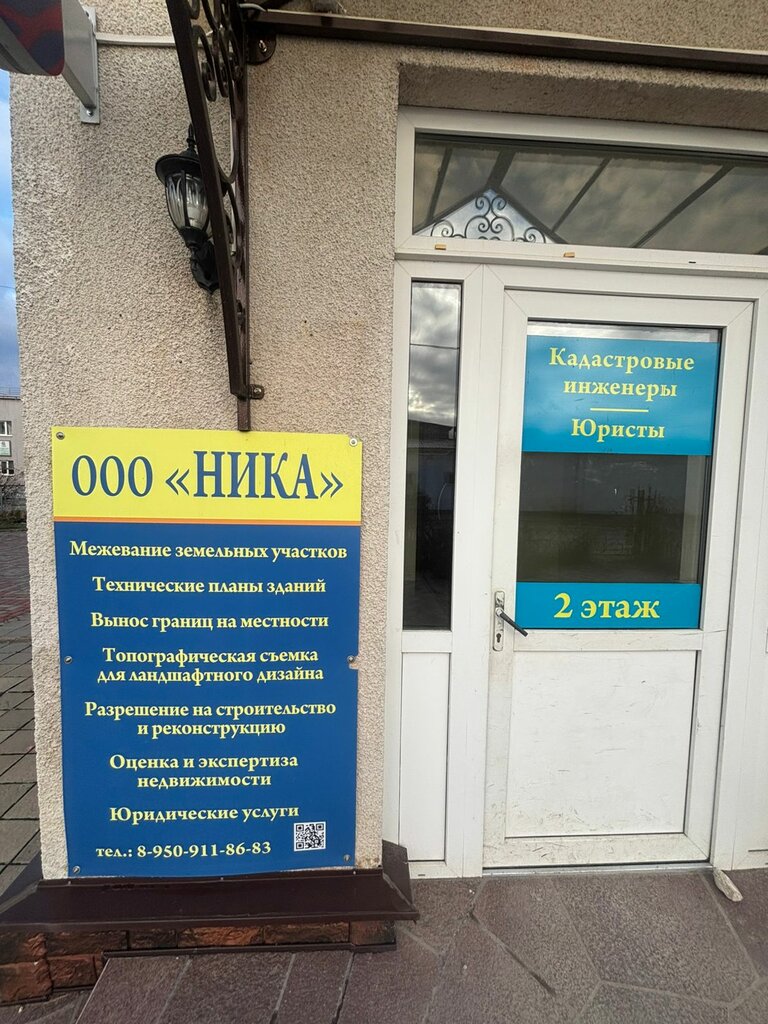 ООО «НИКА»
Межевание земельных участков
Технические планы зданий
Вынос границ на местности
Топографическая съемка
для ландшафтного дизайна
Разрешение на строительство
и реконструкцию
Оценка и экспертиза
недвижимости
Юридические услуги
тел.: 8-950-911-86-83
Кадастровые
инженеры
Юристы
2 этаж